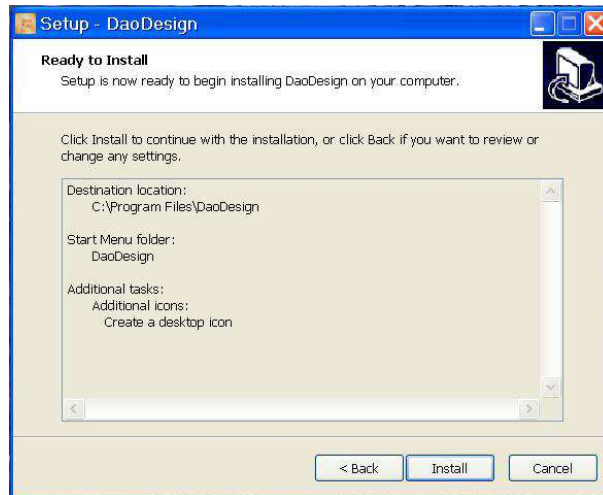 Setup - DaoDesign
Ready to Install
Setup is now ready to begin installing DaoDesign on your computer.
Click Install to continue with the installation, or click Back if you want to review or
change any settings.
Destination location:
C:\Program Files\DaoDesign
Start Menu folder:
DaoDesign
Additional tasks:
Additional icons:
Create a desktop icon
< Back
Install
Cancel